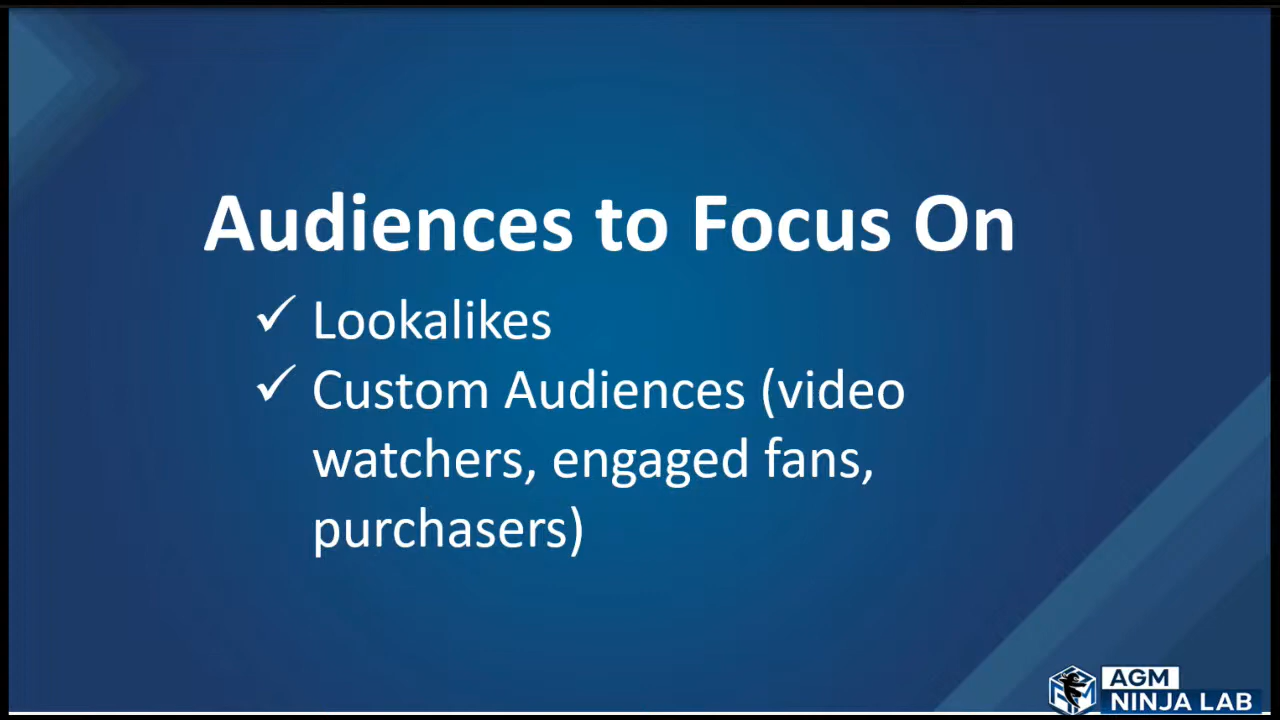 Audiences to Focus On
✓ Lookalikes
✓ Custom Audiences (video
watchers, engaged fans,
purchasers)
AGM
NINJA LAB